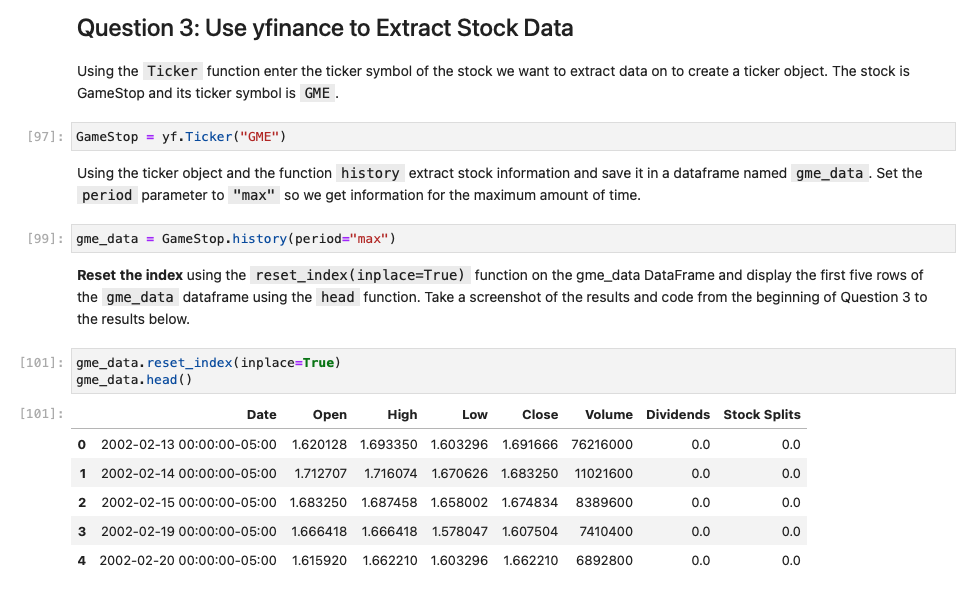 Question 3: Use yfinance to Extract Stock Data
Using the Ticker function enter the ticker symbol of the stock we want to extract data on to create a ticker object. The stock is
GameStop and its ticker symbol is GME .
[97]: GameStop = yf.Ticker("GME")
Using the ticker object and the function history extract stock information and save it in a dataframe named gme_data . Set the
period parameter to "max" so we get information for the maximum amount of time.
[99]: gme_data = GameStop.history(period="max")
Reset the index using the reset_index(inplace=True) function on the gme_data DataFrame and display the first five rows of
the gme_data dataframe using the head function. Take a screenshot of the results and code from the beginning of Question 3 to
the results below.
[101]: gme_data.reset_index(inplace=True)
gme_data.head()
[101]: Date Open High Low Close Volume Dividends Stock Splits
0 2002-02-13 00:00:00-05:00 1.620128 1.693350 1.603296 1.691666 76216000 0.0 0.0
1 2002-02-14 00:00:00-05:00 1.712707 1.716074 1.670626 1.683250 11021600 0.0 0.0
2 2002-02-15 00:00:00-05:00 1.683250 1.687458 1.658002 1.674834 8389600 0.0 0.0
3 2002-02-19 00:00:00-05:00 1.666418 1.666418 1.578047 1.607504 7410400 0.0 0.0
4 2002-02-20 00:00:00-05:00 1.615920 1.662210 1.603296 1.662210 6892800 0.0 0.0